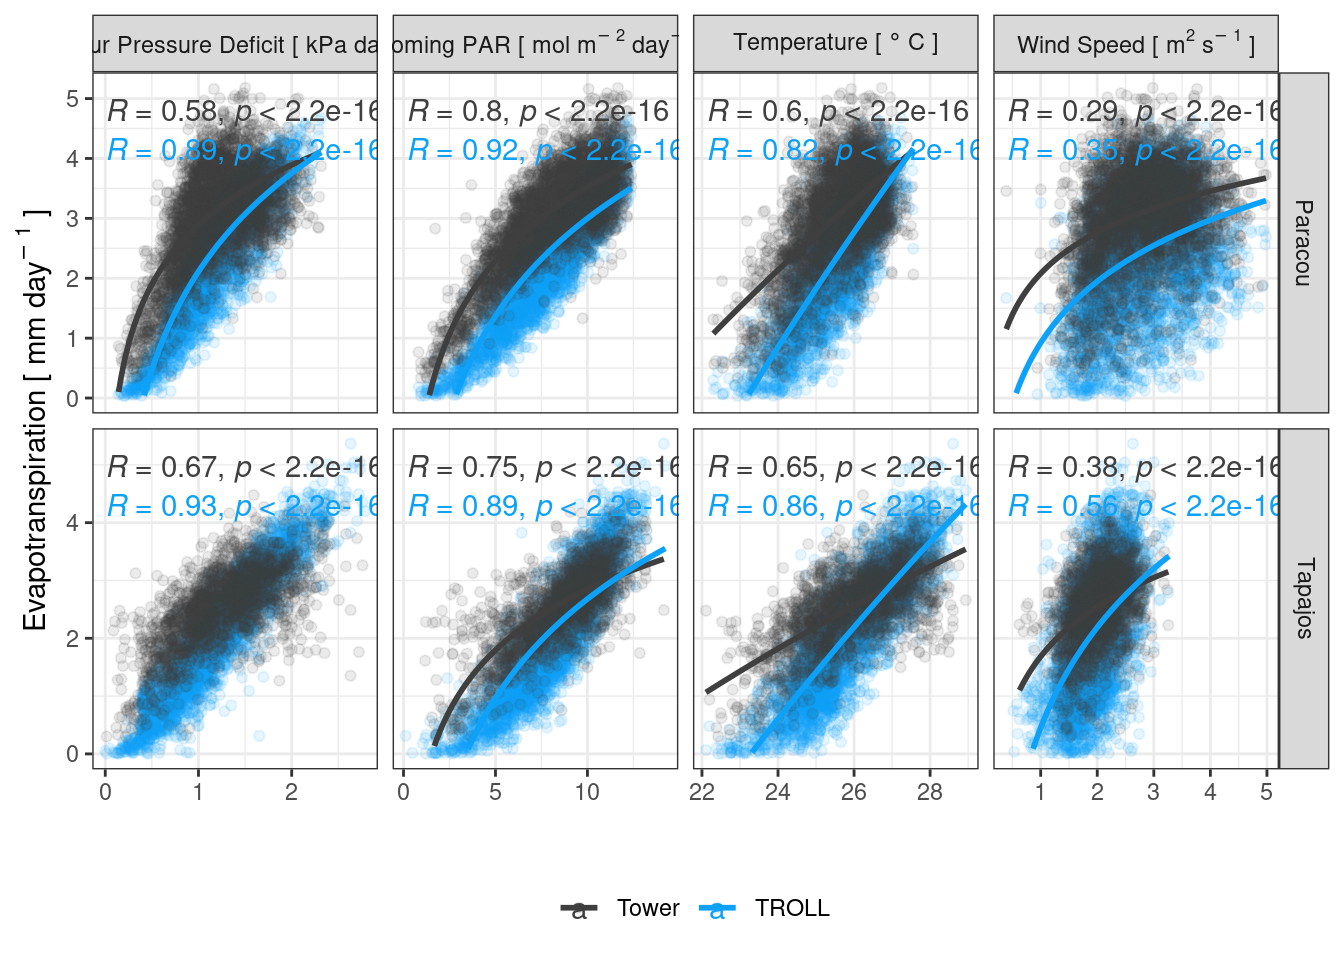 ur Pressure Deficit [ kPa da
oming PAR [ mol m⁻² day⁻
Temperature [ ° C ]
Wind Speed [ m² s⁻¹ ]
Evapotranspiration [ mm day⁻¹ ]
5
4
3
2
1
0
R = 0.58, p < 2.2e-16
R = 0.89, p < 2.2e-16
R = 0.8, p < 2.2e-16
R = 0.92, p < 2.2e-16
R = 0.6, p < 2.2e-16
R = 0.82, p < 2.2e-16
R = 0.29, p < 2.2e-16
R = 0.35, p < 2.2e-16
Paracou
4
2
0
R = 0.67, p < 2.2e-16
R = 0.93, p < 2.2e-16
R = 0.75, p < 2.2e-16
R = 0.89, p < 2.2e-16
R = 0.65, p < 2.2e-16
R = 0.86, p < 2.2e-16
R = 0.38, p < 2.2e-16
R = 0.56, p < 2.2e-16
Tapajos
0 1 2
0 5 10
22 24 26 28
1 2 3 4 5
a Tower a TROLL